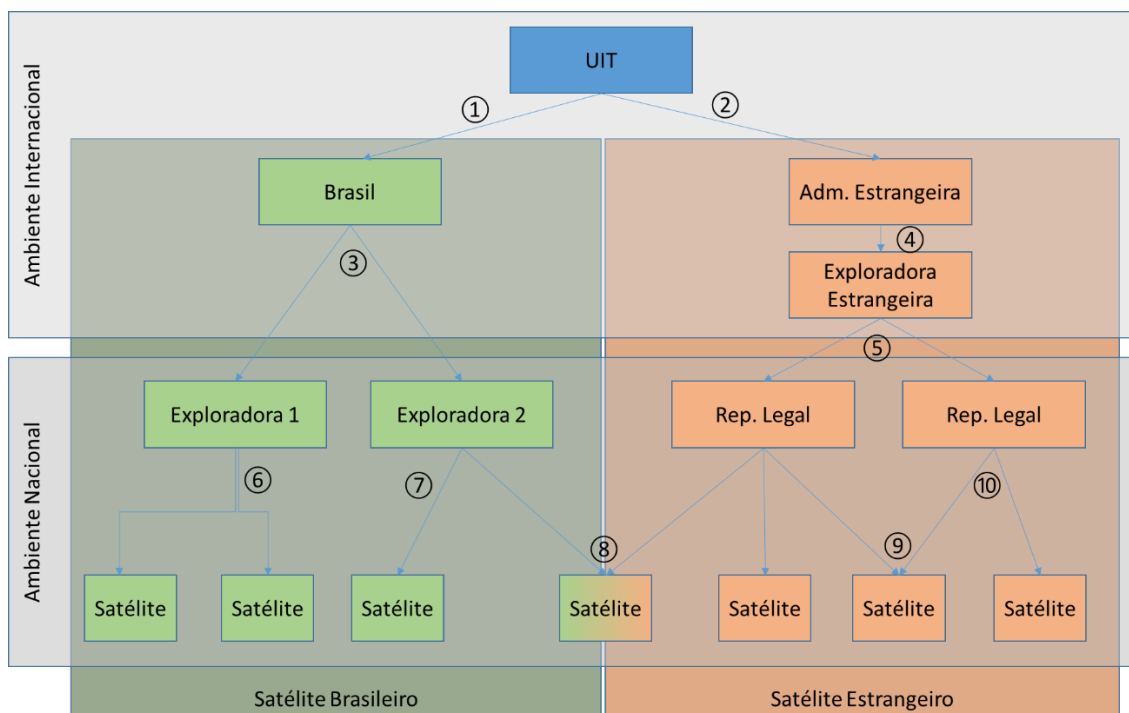 Ambiente Internacional
UIT
①
②
Brasil
Adm. Estrangeira
③
④
Exploradora
Estrangeira
⑤
Ambiente Nacional
Exploradora 1
Exploradora 2
Rep. Legal
Rep. Legal
⑥
⑦
⑩
⑧
⑨
Satélite
Satélite
Satélite
Satélite
Satélite
Satélite
Satélite
Satélite Brasileiro
Satélite Estrangeiro